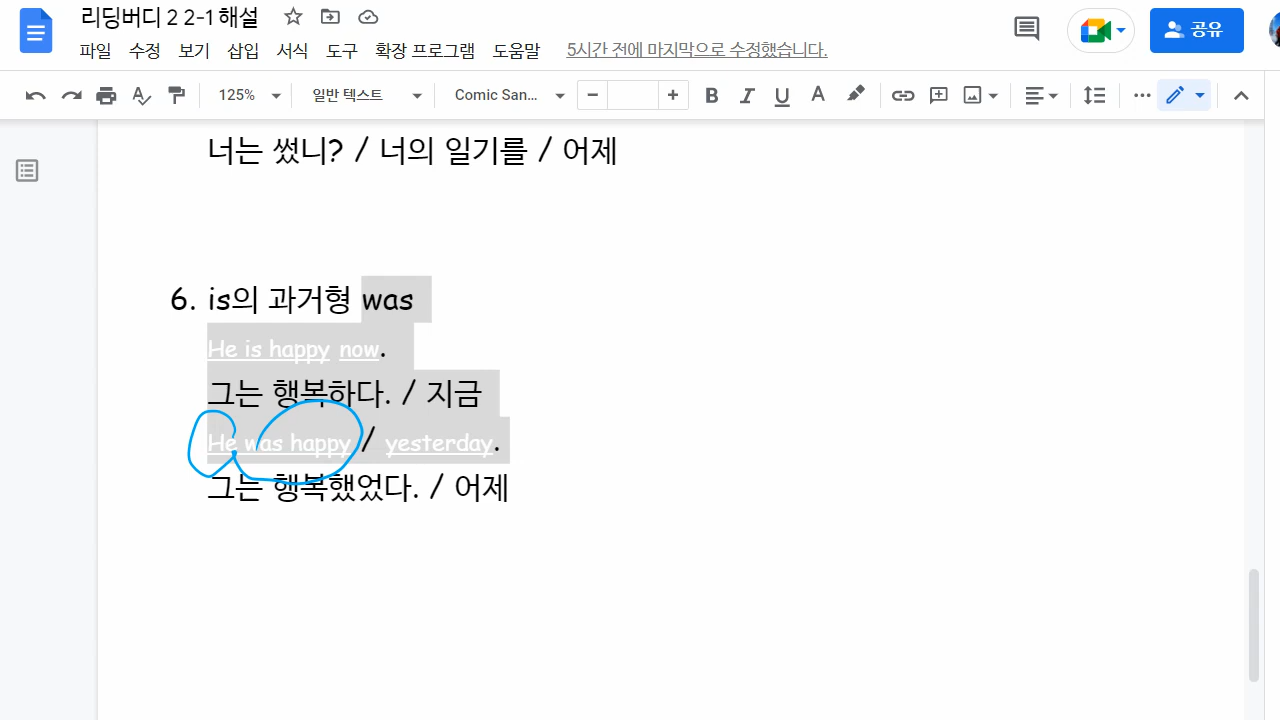 리딩버디 2 2-1 해설
파일 수정 보기 삽입 서식 도구 확장 프로그램 도움말 5시간 전에 마지막으로 수정했습니다.
공유
125% 일반 텍스트 Comic San... − + B I U A
너는 썼니? / 너의 일기를 / 어제
6. is의 과거형 was
He is happy now.
그는 행복하다. / 지금
He was happy / yesterday.
그는 행복했었다. / 어제